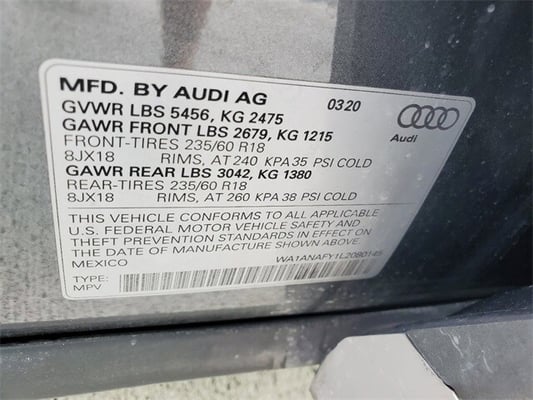 MFD. BY AUDI AG 0320
GVWR LBS 5456, KG 2475
GAWR FRONT LBS 2679, KG 1215
Audi
FRONT-TIRES 235/60 R18
8JX18 RIMS, AT 240 KPA 35 PSI COLD
GAWR REAR LBS 3042, KG 1380
REAR-TIRES 235/60 R18
8JX18 RIMS, AT 260 KPA 38 PSI COLD
THIS VEHICLE CONFORMS TO ALL APPLICABLE
U.S. FEDERAL MOTOR VEHICLE SAFETY AND
THEFT PREVENTION STANDARDS IN EFFECT ON
THE DATE OF MANUFACTURE SHOWN ABOVE
MEXICO
TYPE:
MPV